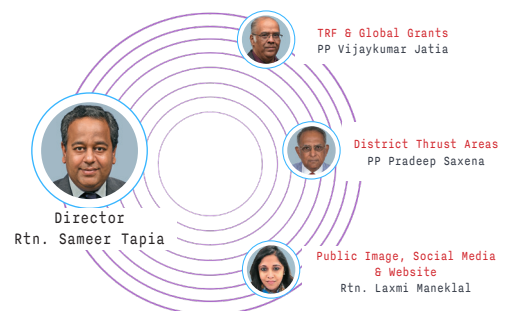 TRF & Global Grants
PP Vijaykumar Jatia
District Thrust Areas
PP Pradeep Saxena
Director
Rtn. Sameer Tapia
Public Image, Social Media
& Website
Rtn. Laxmi Maneklal